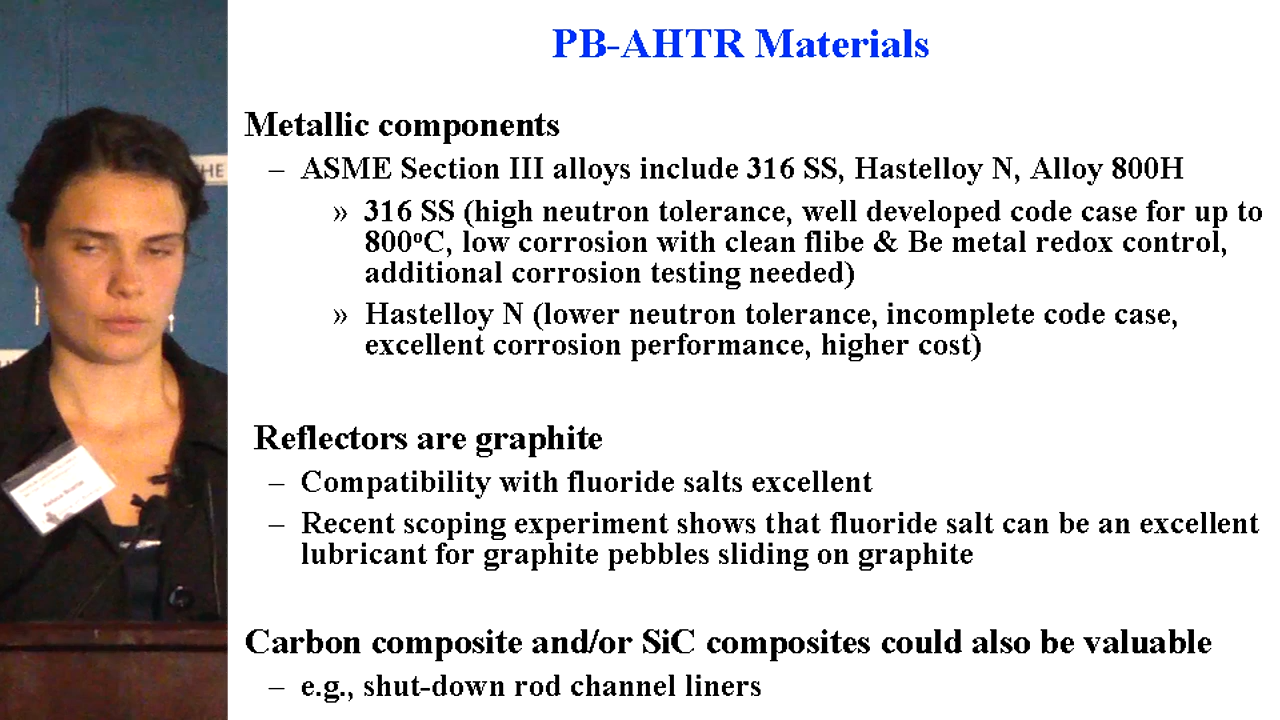 PB-AHTR Materials
Metallic components
– ASME Section III alloys include 316 SS, Hastelloy N, Alloy 800H
» 316 SS (high neutron tolerance, well developed code case for up to
800ºC, low corrosion with clean flibe & Be metal redox control,
additional corrosion testing needed)
» Hastelloy N (lower neutron tolerance, incomplete code case,
excellent corrosion performance, higher cost)
Reflectors are graphite
– Compatibility with fluoride salts excellent
– Recent scoping experiment shows that fluoride salt can be an excellent
lubricant for graphite pebbles sliding on graphite
Carbon composite and/or SiC composites could also be valuable
– e.g., shut-down rod channel liners
THE